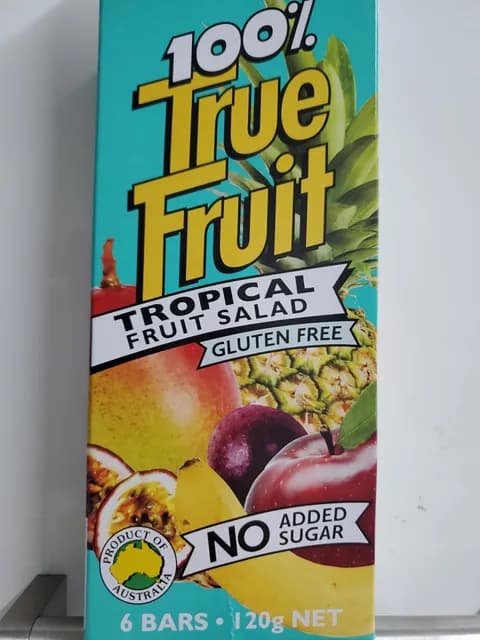 100%
True
Fruit
TROPICAL
FRUIT SALAD
GLUTEN FREE
NO ADDED
SUGAR
PRODUCT OF
AUSTRALIA
6 BARS • 120g NET